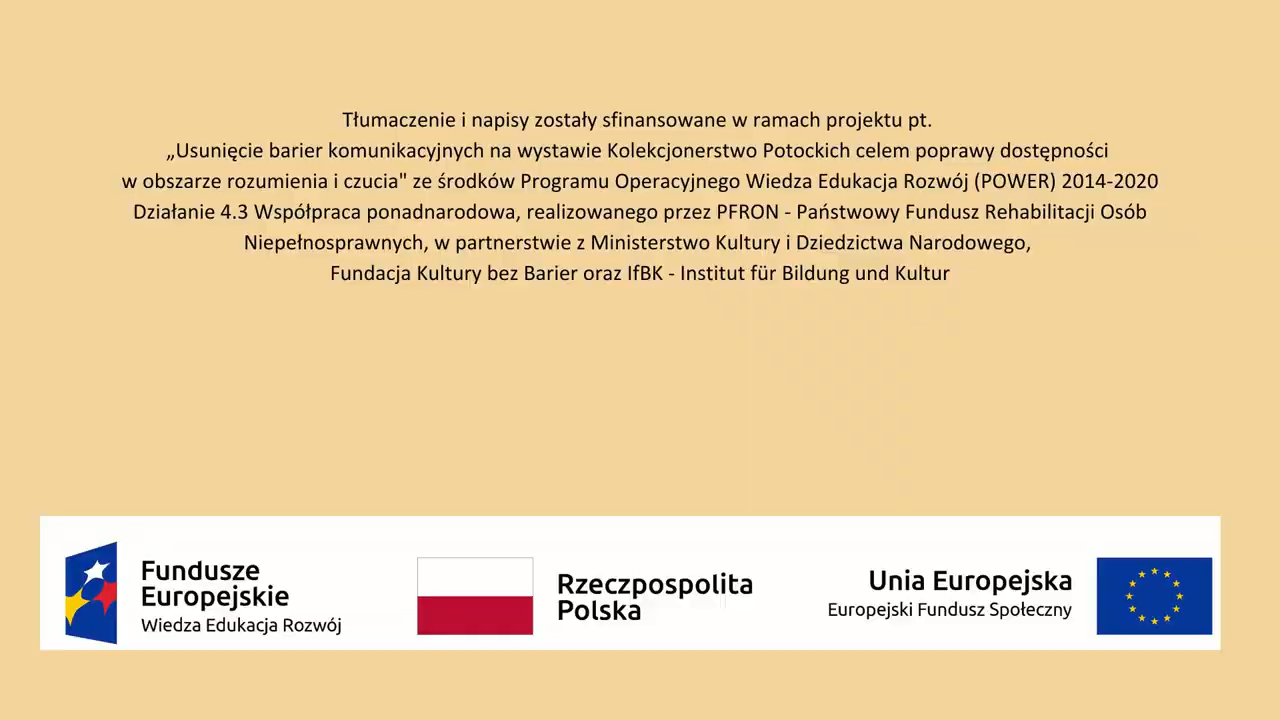 Tłumaczenie i napisy zostały sfinansowane w ramach projektu pt.
„Usunięcie barier komunikacyjnych na wystawie Kolekcjonerstwo Potockich celem poprawy dostępności
w obszarze rozumienia i czucia" ze środków Programu Operacyjnego Wiedza Edukacja Rozwój (POWER) 2014-2020
Działanie 4.3 Współpraca ponadnarodowa, realizowanego przez PFRON - Państwowy Fundusz Rehabilitacji Osób
Niepełnosprawnych, w partnerstwie z Ministerstwo Kultury i Dziedzictwa Narodowego,
Fundacja Kultury bez Barier oraz IfBK - Institut für Bildung und Kultur
Fundusze
Europejskie
Wiedza Edukacja Rozwój
Rzeczpospolita
Polska
Unia Europejska
Europejski Fundusz Społeczny